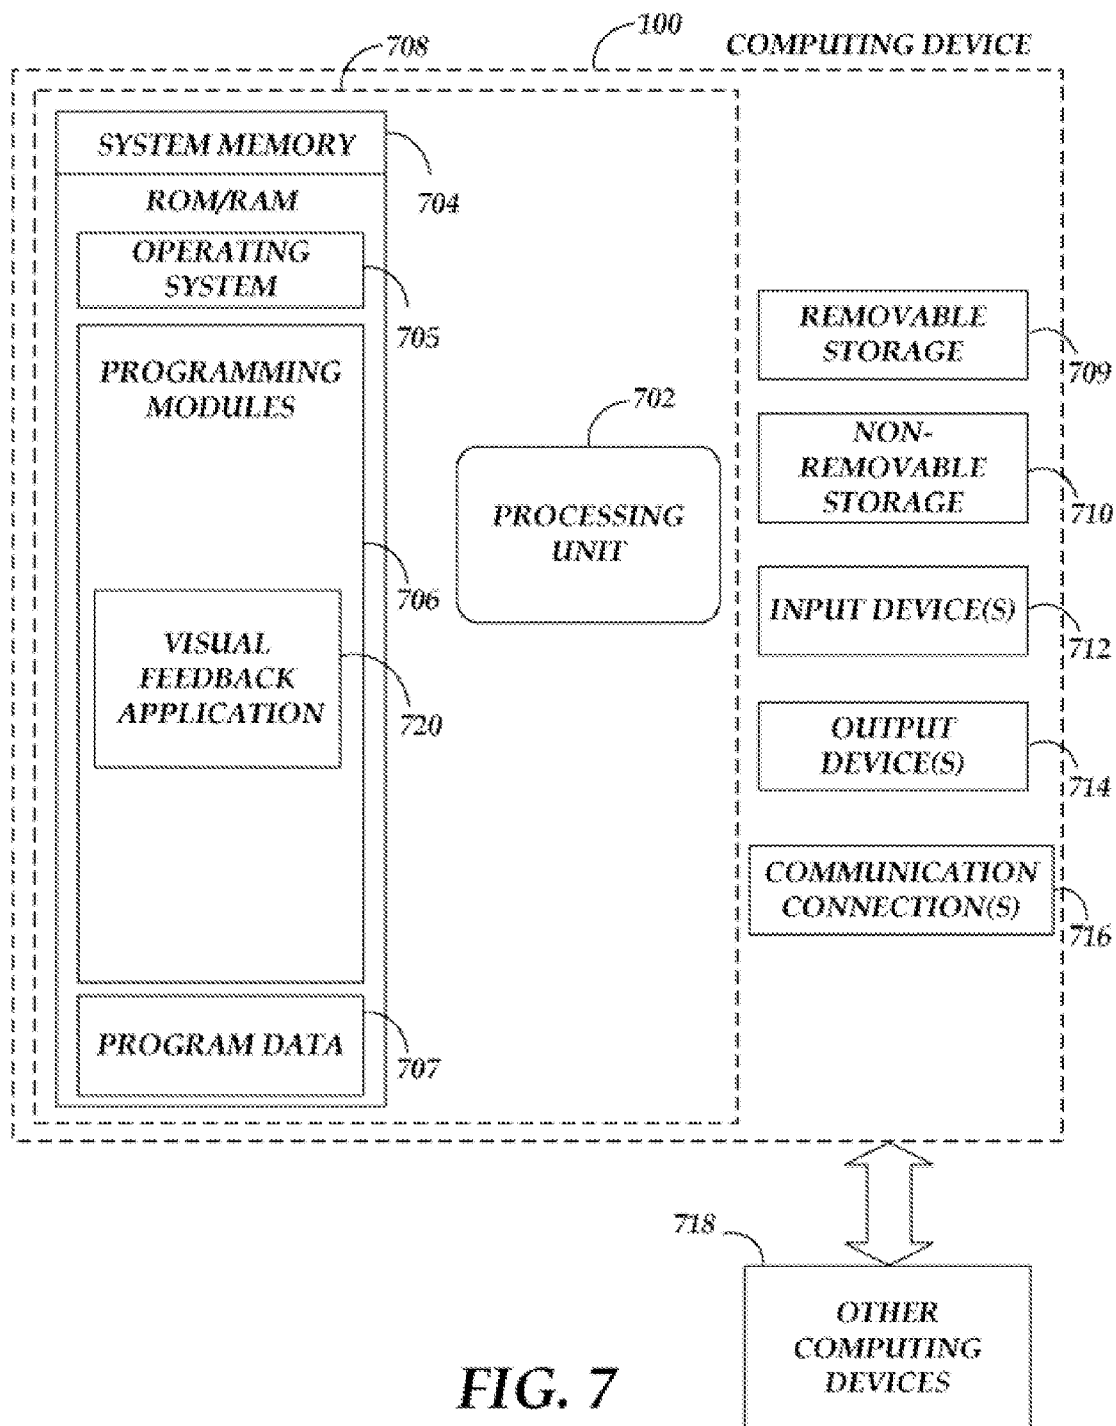 100
COMPUTING DEVICE
708
SYSTEM MEMORY
704
ROM/RAM
OPERATING
SYSTEM
705
PROGRAMMING
MODULES
706
VISUAL
FEEDBACK
APPLICATION
720
PROGRAM DATA
707
702
PROCESSING
UNIT
REMOVABLE
STORAGE
709
NON-
REMOVABLE
STORAGE
710
INPUT DEVICE(S)
712
OUTPUT
DEVICE(S)
714
COMMUNICATION
CONNECTION(S)
716
718
OTHER
COMPUTING
DEVICES
FIG. 7